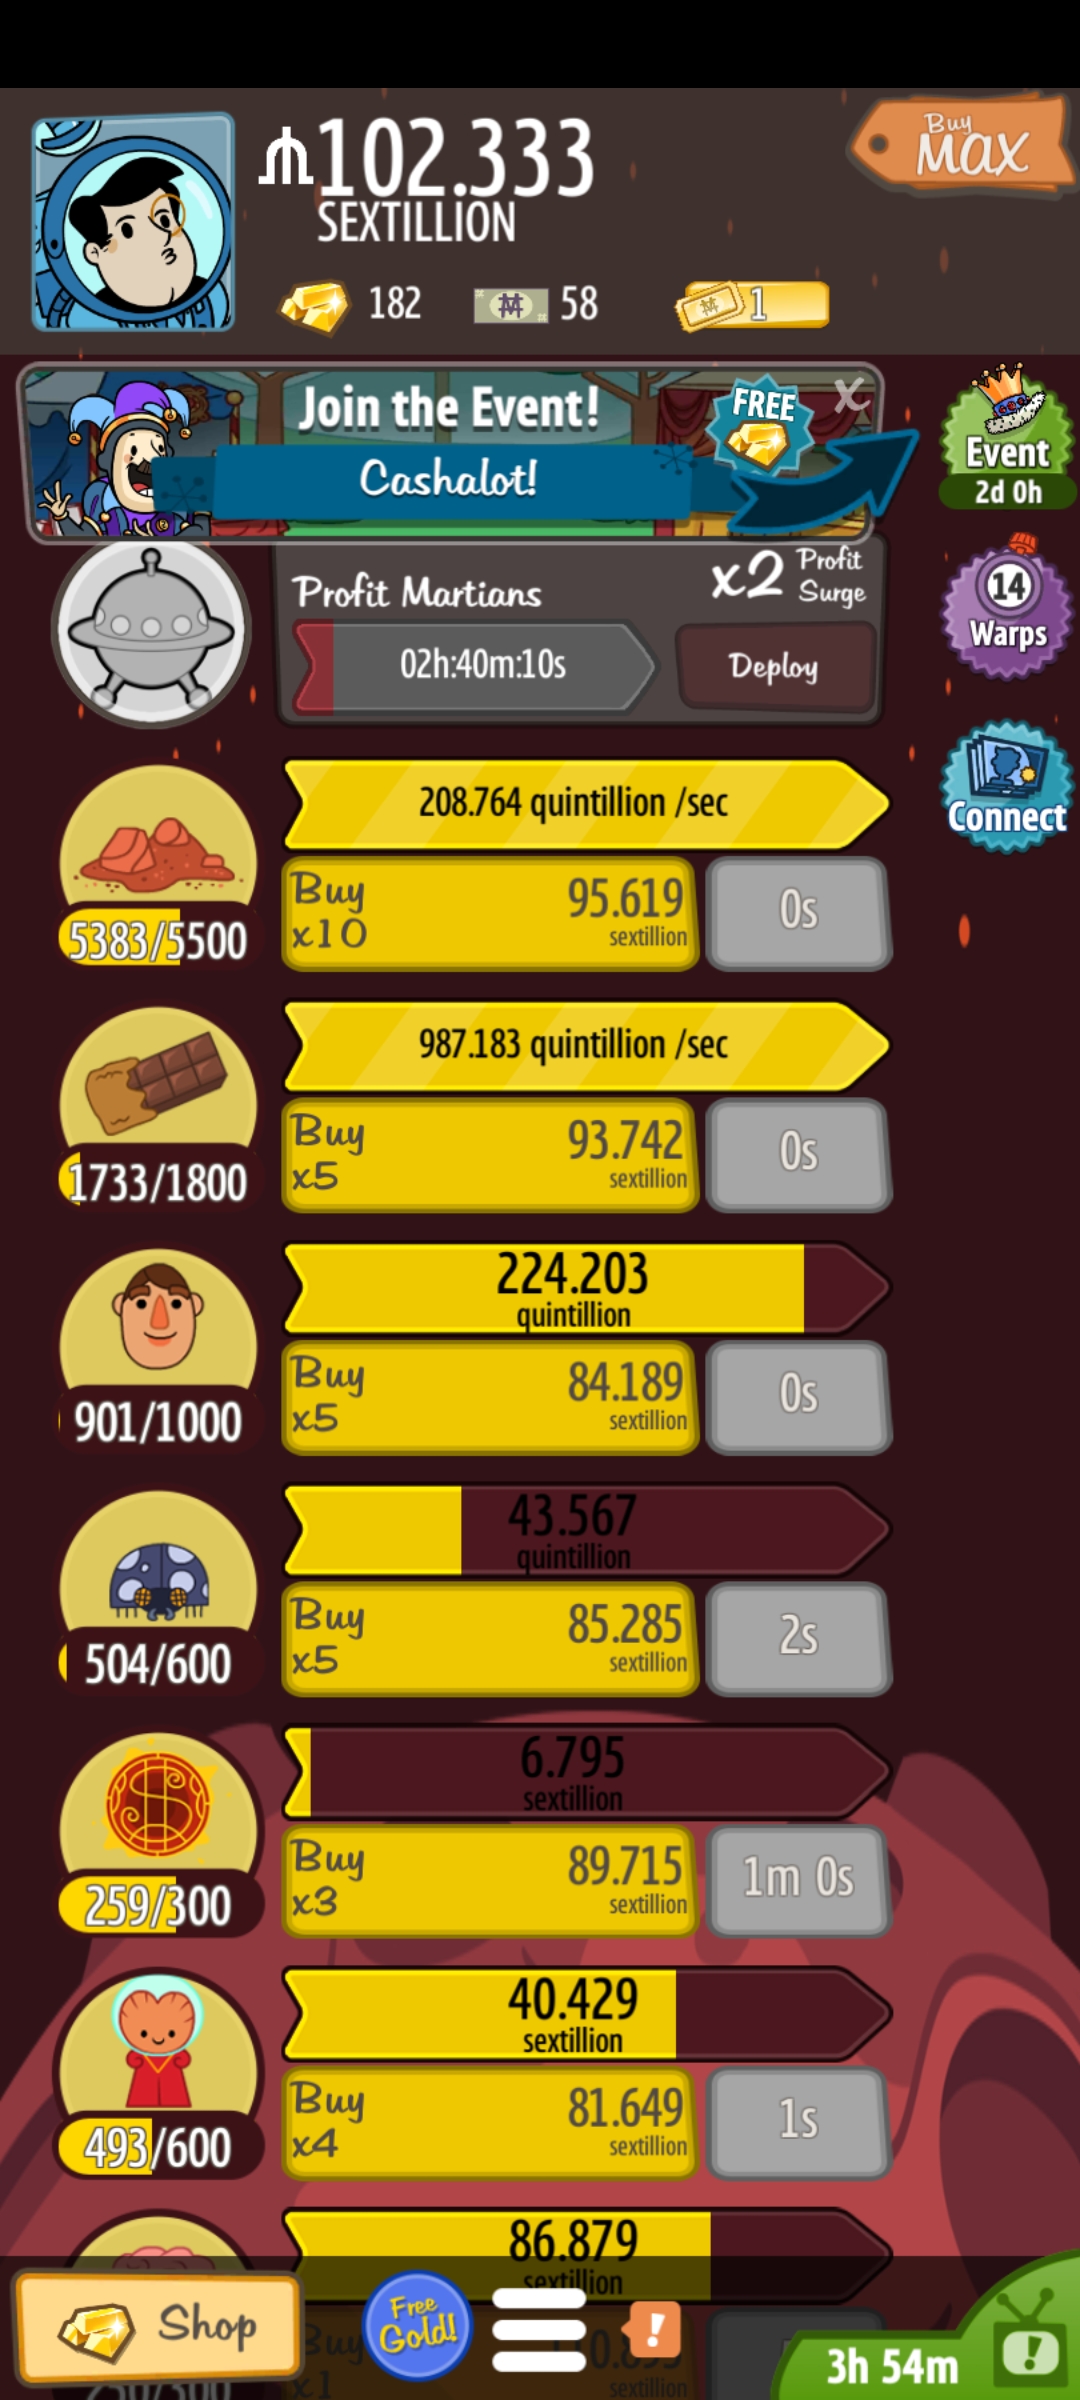 102.333
SEXTILLION
Buy
MAX
182
58
1
Join the Event!
FREE
X
Cashalot!
Event
2d 0h
Profit Martians
x2 Profit Surge
02h:40m:10s
Deploy
14
Warps
Connect
208.764 quintillion /sec
Buy
x10
95.619
sextillion
0s
5383/5500
987.183 quintillion /sec
Buy
x5
93.742
sextillion
0s
1733/1800
224.203
quintillion
Buy
x5
84.189
sextillion
0s
901/1000
43.567
quintillion
Buy
x5
85.285
sextillion
2s
504/600
6.795
sextillion
Buy
x3
89.715
sextillion
1m 0s
259/300
40.429
sextillion
Buy
x4
81.649
sextillion
1s
493/600
86.879
sextillion
Buy
x1
sextillion
Shop
Free
Gold!
!
3h 54m
!